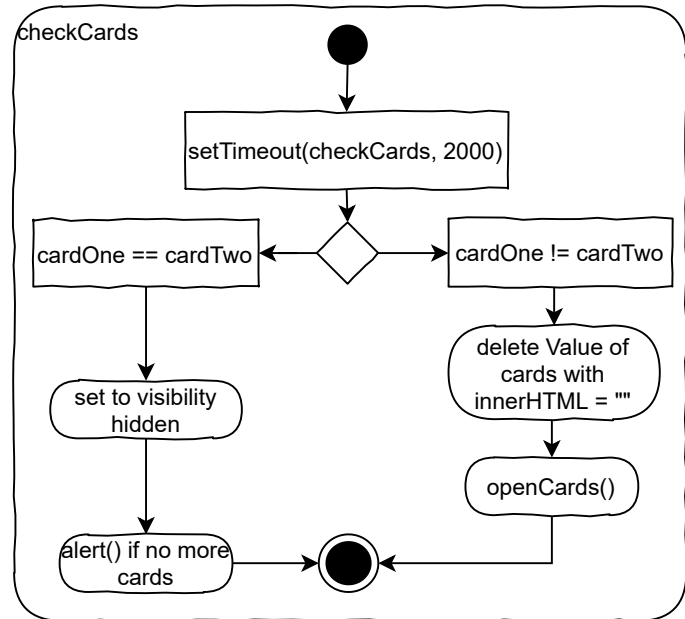 checkCards
setTimeout(checkCards, 2000)
cardOne == cardTwo
cardOne != cardTwo
delete Value of
cards with
innerHTML = ""
set to visibility
hidden
openCards()
alert() if no more
cards